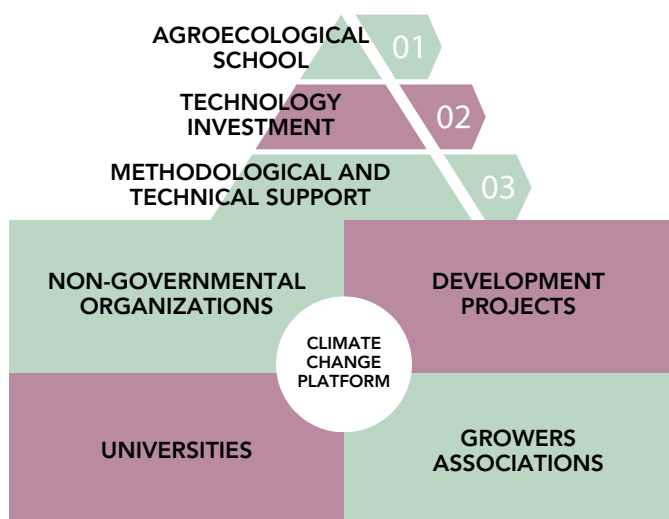 AGROECOLOGICAL
SCHOOL
01
TECHNOLOGY
INVESTMENT
02
METHODOLOGICAL AND
TECHNICAL SUPPORT
03
NON-GOVERNMENTAL
ORGANIZATIONS
DEVELOPMENT
PROJECTS
CLIMATE
CHANGE
PLATFORM
UNIVERSITIES
GROWERS
ASSOCIATIONS